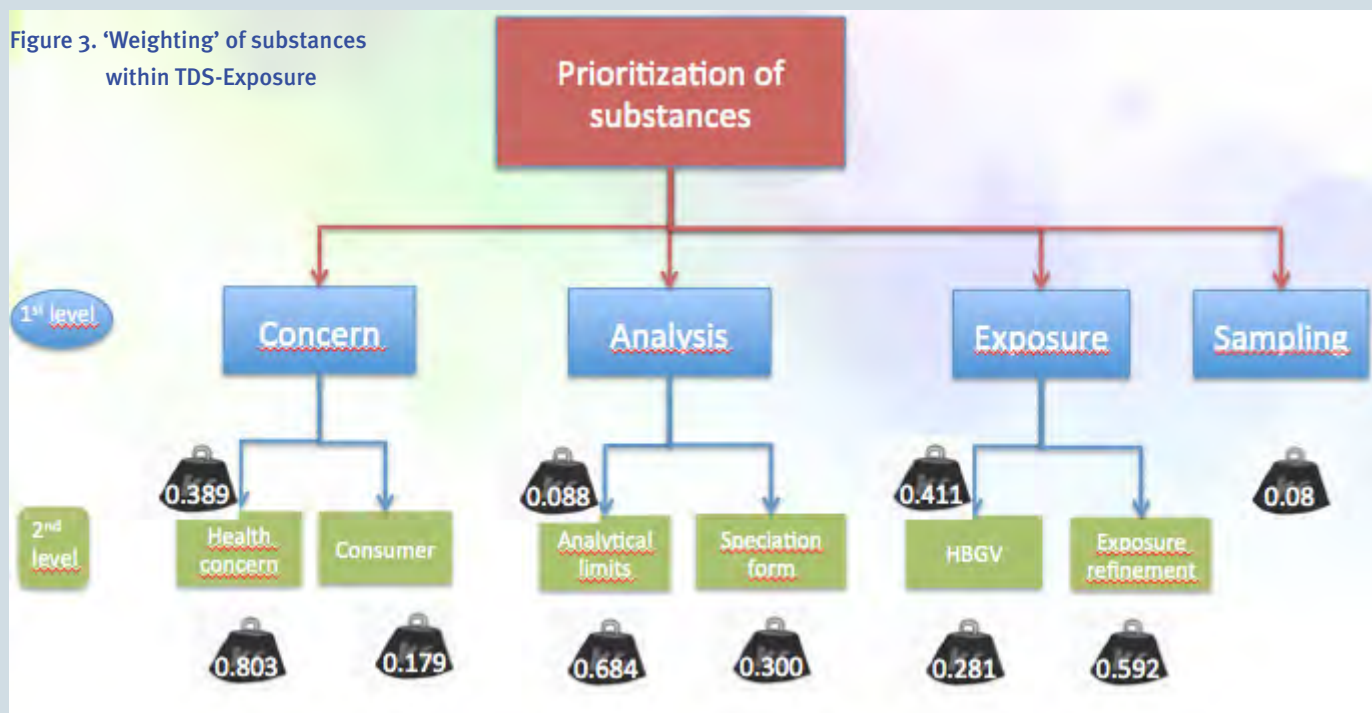 Figure 3. ‘Weighting’ of substances
within TDS-Exposure
Prioritization of
substances
1st level
Concern
Analysis
Exposure
Sampling
0.389
0.088
0.411
0.08
2nd
level
Health
concern
Consumer
Analytical
limits
Speciation
form
HBGV
Exposure
refinement
0.803
0.179
0.684
0.300
0.281
0.592